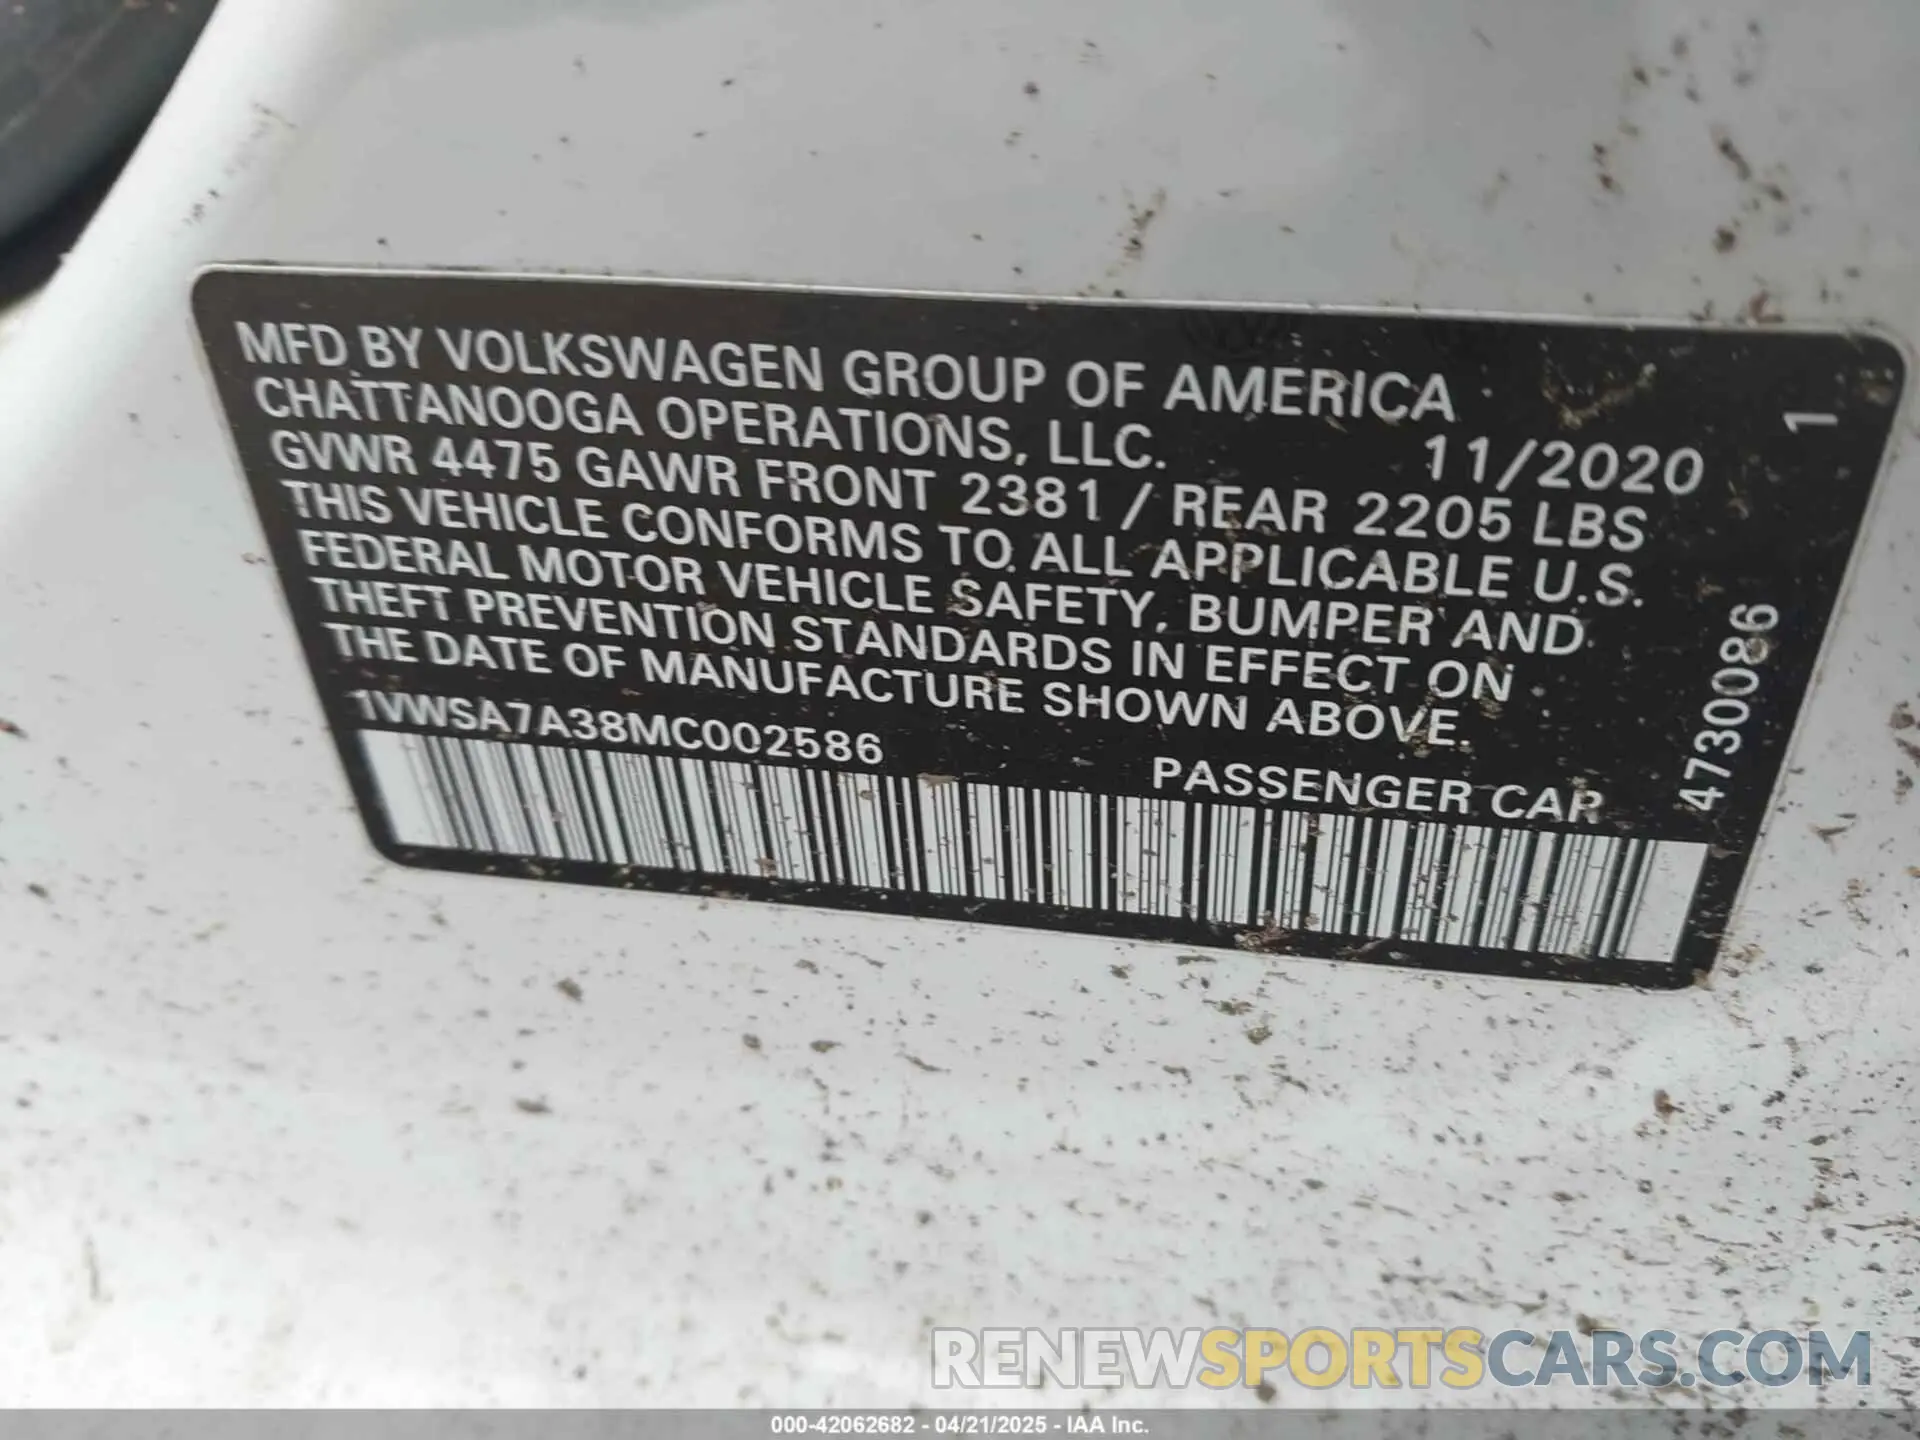 MFD BY VOLKSWAGEN GROUP OF AMERICA
CHATTANOOGA OPERATIONS, LLC. 11/2020 1
GVWR 4475 GAWR FRONT 2381 / REAR 2205 LBS
THIS VEHICLE CONFORMS TO ALL APPLICABLE U.S.
FEDERAL MOTOR VEHICLE SAFETY, BUMPER AND
THEFT PREVENTION STANDARDS IN EFFECT ON
THE DATE OF MANUFACTURE SHOWN ABOVE.
1VWSA7A38MC002586 PASSENGER CAR
4730086
RENEWSPORTSCARS.COM
000-42062682 - 04/21/2025 - IAA Inc.